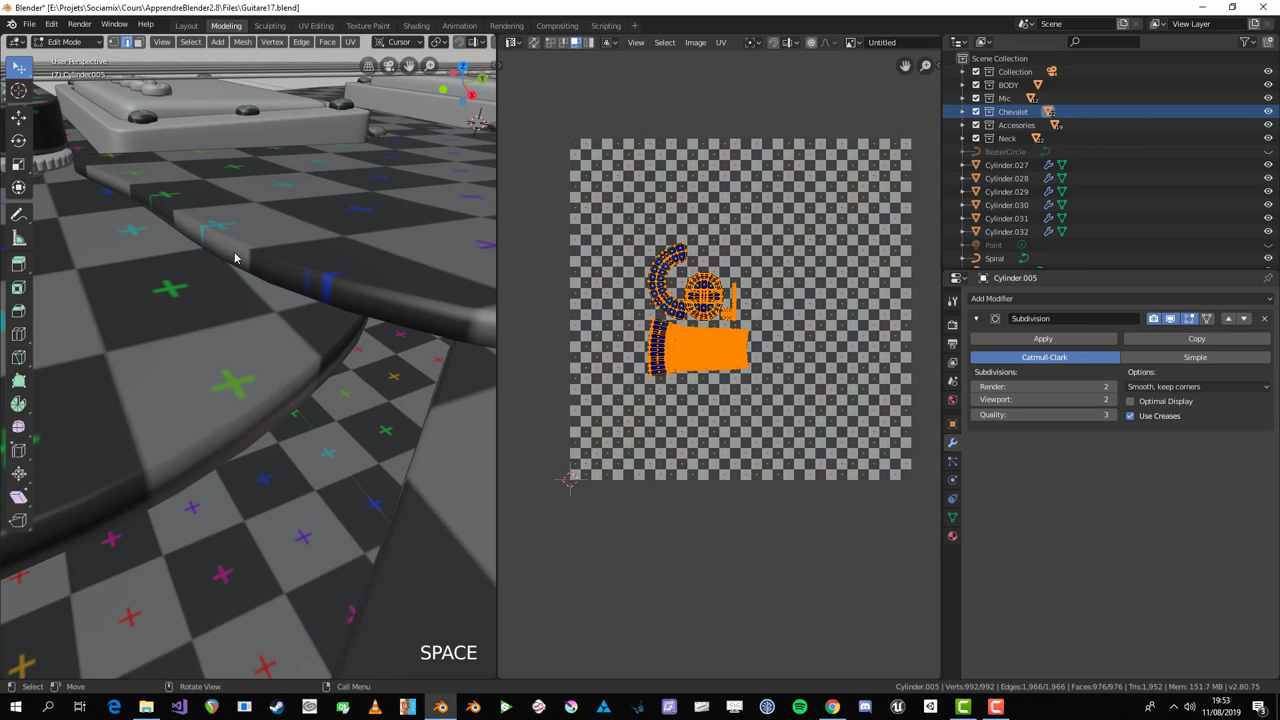 Blender* [E:\Projets\Sociamix\Cours\ApprendreBlender2.8\Files\Guitare17.blend]
File Edit Render Window Help Layout Modeling Sculpting UV Editing Texture Paint Shading Animation Rendering Compositing Scripting Scene View Layer
Edit Mode View Select Add Mesh Vertex Edge Face UV Cursor View Select Image UV Untitled
User Perspective
(7) Cylinder.005
Scene Collection
Collection
BODY
Mic
Chevalet
Accesories
Neck
BezierCircle
Cylinder.027
Cylinder.028
Cylinder.029
Cylinder.030
Cylinder.031
Cylinder.032
Point
Spiral
Cylinder.005
Add Modifier
Subdivision
Apply Copy
Catmull-Clark Simple
Subdivisions: Options:
Render: 2 Smooth, keep corners
Viewport: 2 Optimal Display
Quality: 3 Use Creases
SPACE
Select Move Rotate View Call Menu Cylinder.005 | Verts:992/992 | Edges:1,966/1,966 | Faces:976/976 | Tris:1,952 | Mem: 151.7 MB | v2.80.75
19:53
11/08/2019